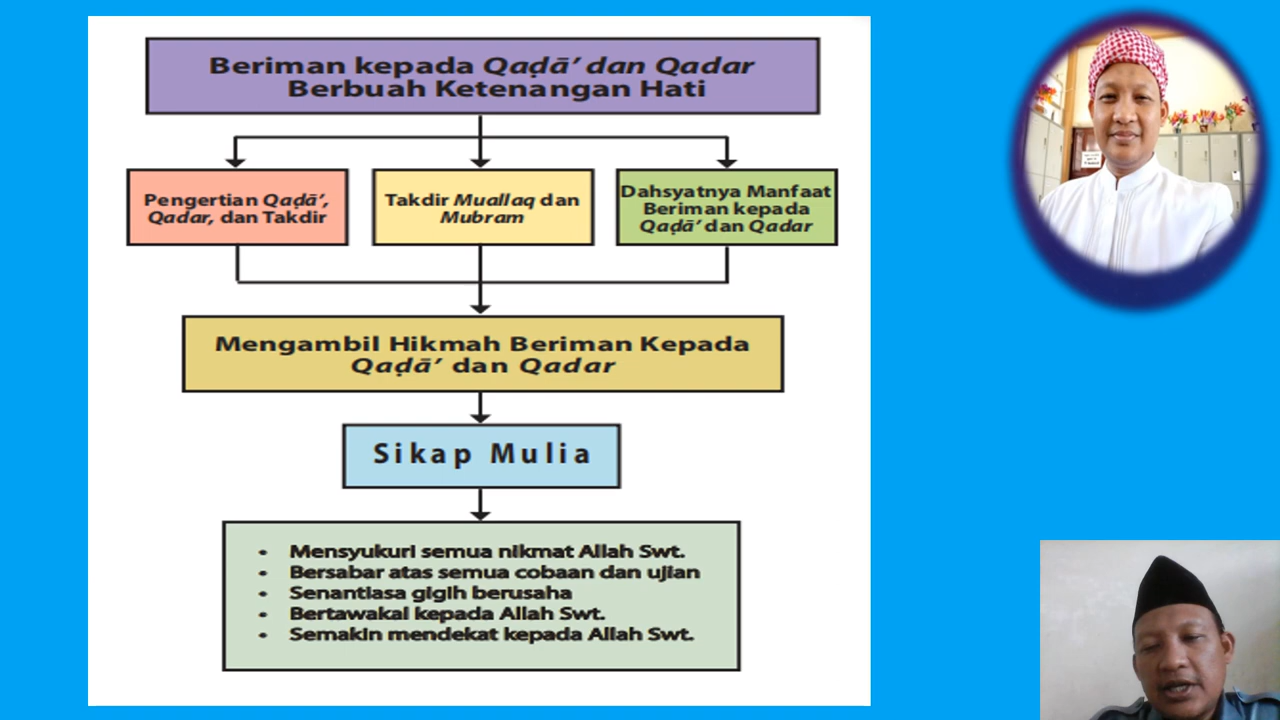 Beriman kepada Qaḍā’ dan Qadar
Berbuah Ketenangan Hati
Pengertian Qaḍā’,
Qadar, dan Takdir
Takdir Muallaq dan
Mubram
Dahsyatnya Manfaat
Beriman kepada
Qaḍā’ dan Qadar
Mengambil Hikmah Beriman Kepada
Qaḍā’ dan Qadar
Sikap Mulia
• Mensyukuri semua nikmat Allah Swt.
• Bersabar atas semua cobaan dan ujian
• Senantiasa gigih berusaha
• Bertawakal kepada Allah Swt.
• Semakin mendekat kepada Allah Swt.